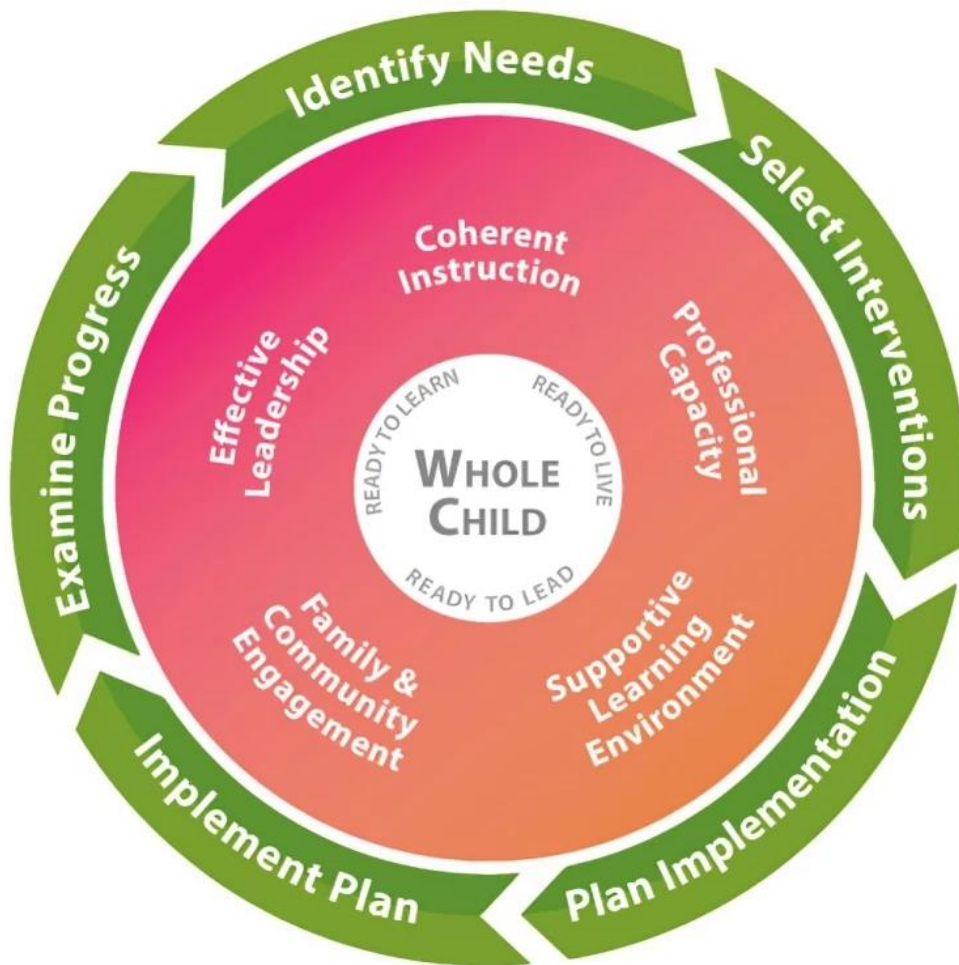 Identify Needs
Select Interventions
Plan Implementation
Implement Plan
Examine Progress
Coherent
Instruction
Professional
Capacity
Supportive
Learning
Environment
Family &
Community
Engagement
Effective
Leadership
READY TO LEARN
READY TO LIVE
READY TO LEAD
WHOLE
CHILD